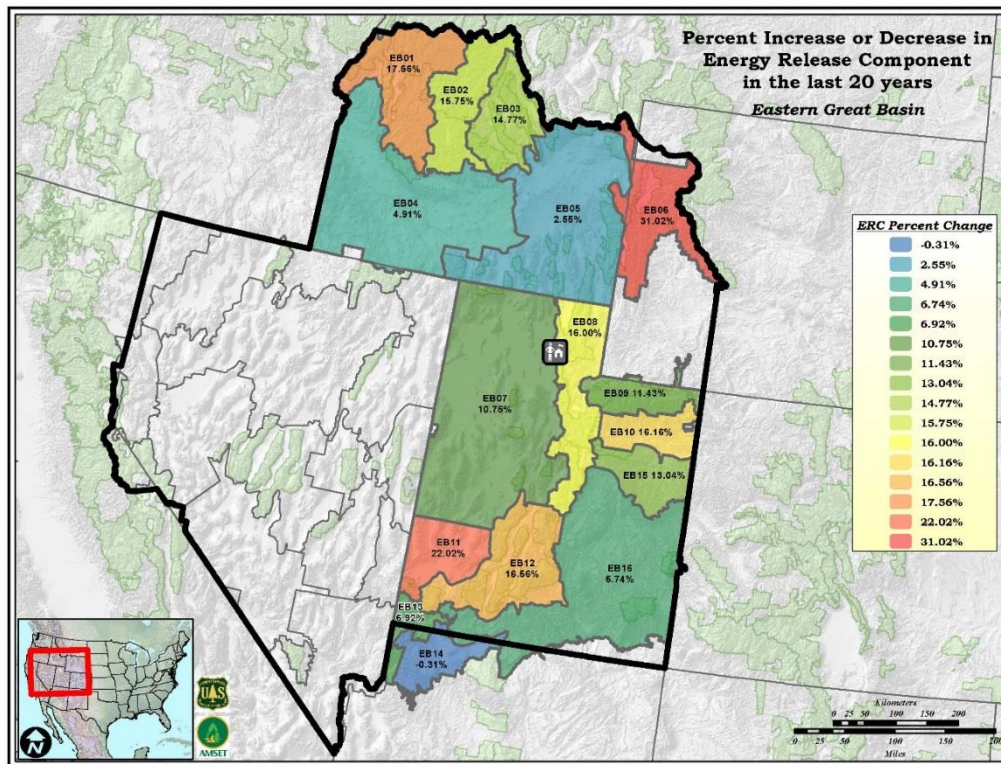 Percent Increase or Decrease in
Energy Release Component
in the last 20 years
Eastern Great Basin
EB01
17.56%
EB02
15.75%
EB03
14.77%
EB04
4.91%
EB05
2.55%
EB06
31.02%
EB08
16.00%
EB07
10.75%
EB09 11.43%
EB10 16.16%
EB15 13.04%
EB11
22.02%
EB12
16.56%
EB16
6.74%
EB13
6.92%
EB14
-0.31%
ERC Percent Change
-0.31%
2.55%
4.91%
6.74%
6.92%
10.75%
11.43%
13.04%
14.77%
15.75%
16.00%
16.16%
16.56%
17.56%
22.02%
31.02%
N
UAS
AMSET
Kilometers
0 25 50 100 150 200
0 25 50 100 150 200
Miles